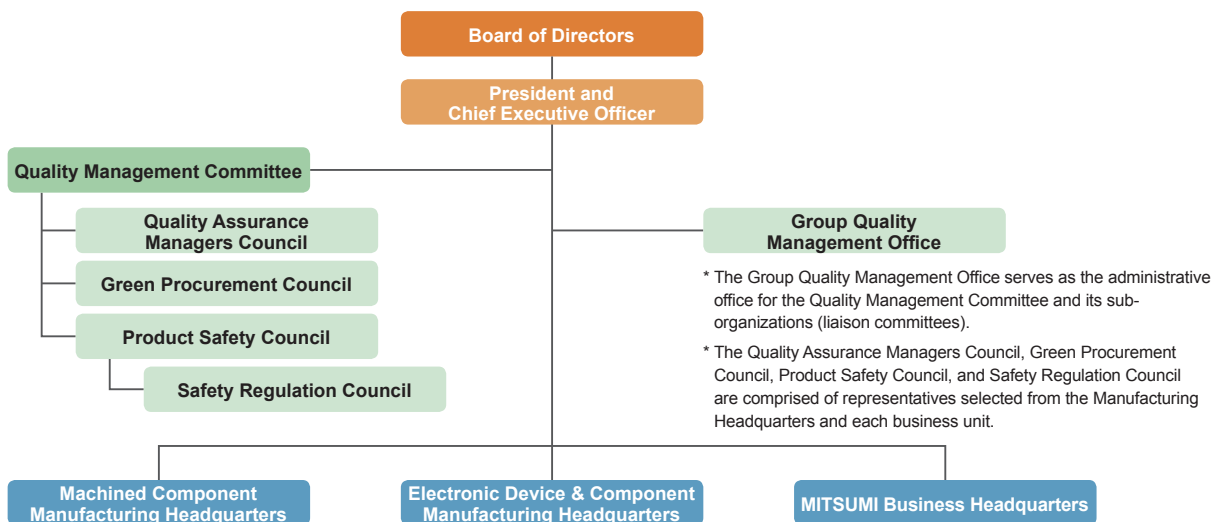 Board of Directors
President and
Chief Executive Officer
Quality Management Committee
Quality Assurance
Managers Council
Green Procurement Council
Product Safety Council
Safety Regulation Council
Group Quality
Management Office
* The Group Quality Management Office serves as the administrative
office for the Quality Management Committee and its sub-
organizations (liaison committees).
* The Quality Assurance Managers Council, Green Procurement
Council, Product Safety Council, and Safety Regulation Council
are comprised of representatives selected from the Manufacturing
Headquarters and each business unit.
Machined Component
Manufacturing Headquarters
Electronic Device & Component
Manufacturing Headquarters
MITSUMI Business Headquarters